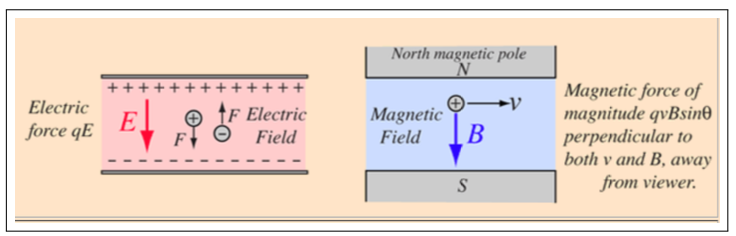 + + + + + + + + + + + + +
Electric
force qE
E
+
F
F
−
Electric
Field
− − − − − − − − − − − − −
North magnetic pole
N
Magnetic
Field
+
v
B
S
Magnetic force of
magnitude qvBsinθ
perpendicular to
both v and B, away
from viewer.